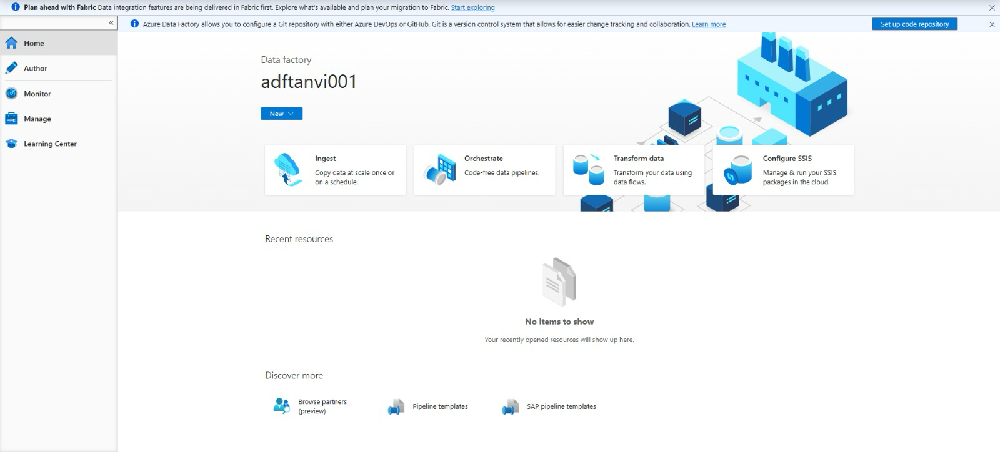 Plan ahead with Fabric Data integration features are being delivered in Fabric first. Explore what's available and plan your migration to Fabric. Start exploring
Azure Data Factory allows you to configure a Git repository with either Azure DevOps or GitHub. Git is a version control system that allows for easier change tracking and collaboration. Learn more
Set up code repository
Home
Author
Monitor
Manage
Learning Center
Data factory
adftanvi001
New
Ingest
Copy data at scale once or
on a schedule.
Orchestrate
Code-free data pipelines.
Transform data
Transform your data using
data flows.
Configure SSIS
Manage & run your SSIS
packages in the cloud.
Recent resources
No items to show
Your recently opened resources will show up here.
Discover more
Browse partners
(preview)
Pipeline templates
SAP pipeline templates